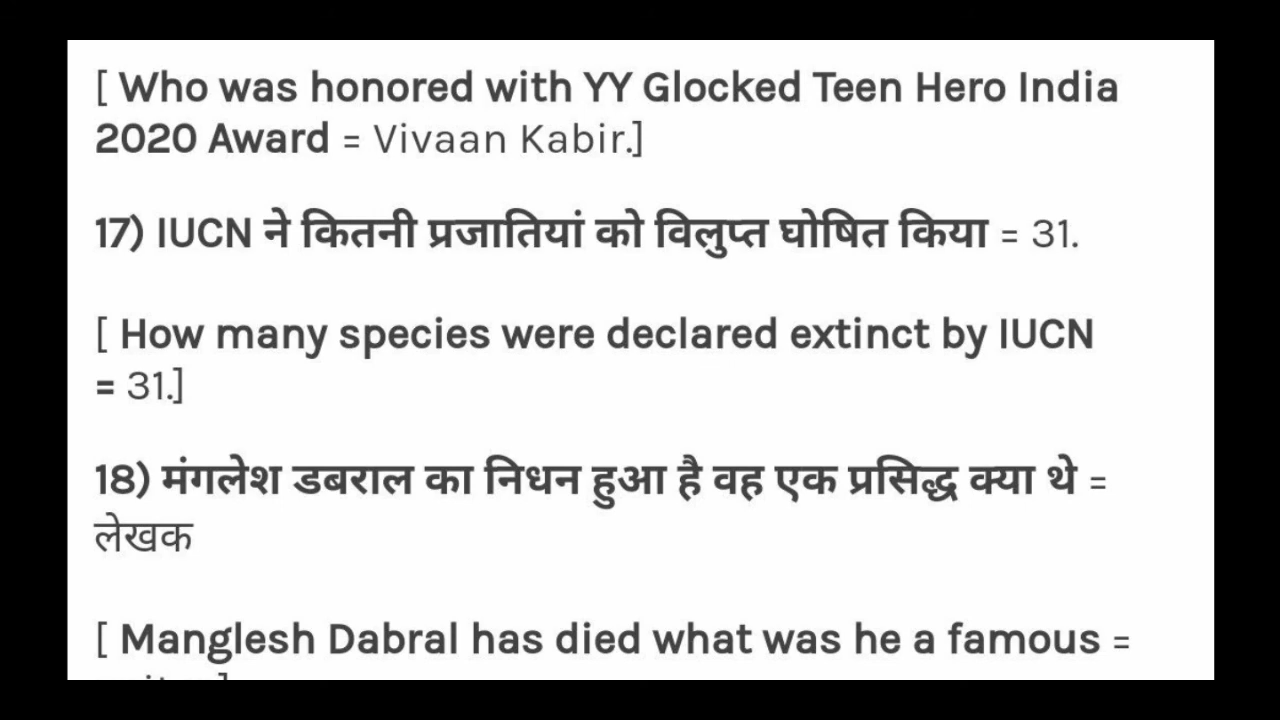 [ Who was honored with YY Glocked Teen Hero India
2020 Award = Vivaan Kabir.]
17) IUCN ने कितनी प्रजातियां को विलुप्त घोषित किया = 31.
[ How many species were declared extinct by IUCN
= 31.]
18) मंगलेश डबराल का निधन हुआ है वह एक प्रसिद्ध क्या थे =
लेखक
[ Manglesh Dabral has died what was he a famous =